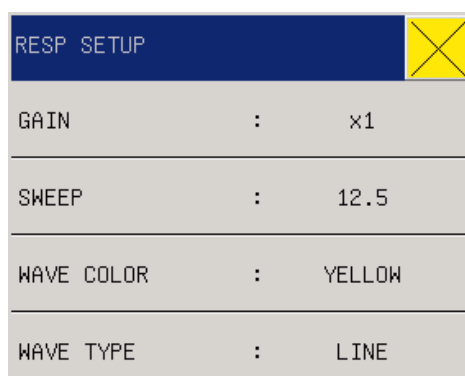 RESP SETUP
GAIN : x1
SWEEP : 12.5
WAVE COLOR : YELLOW
WAVE TYPE : LINE